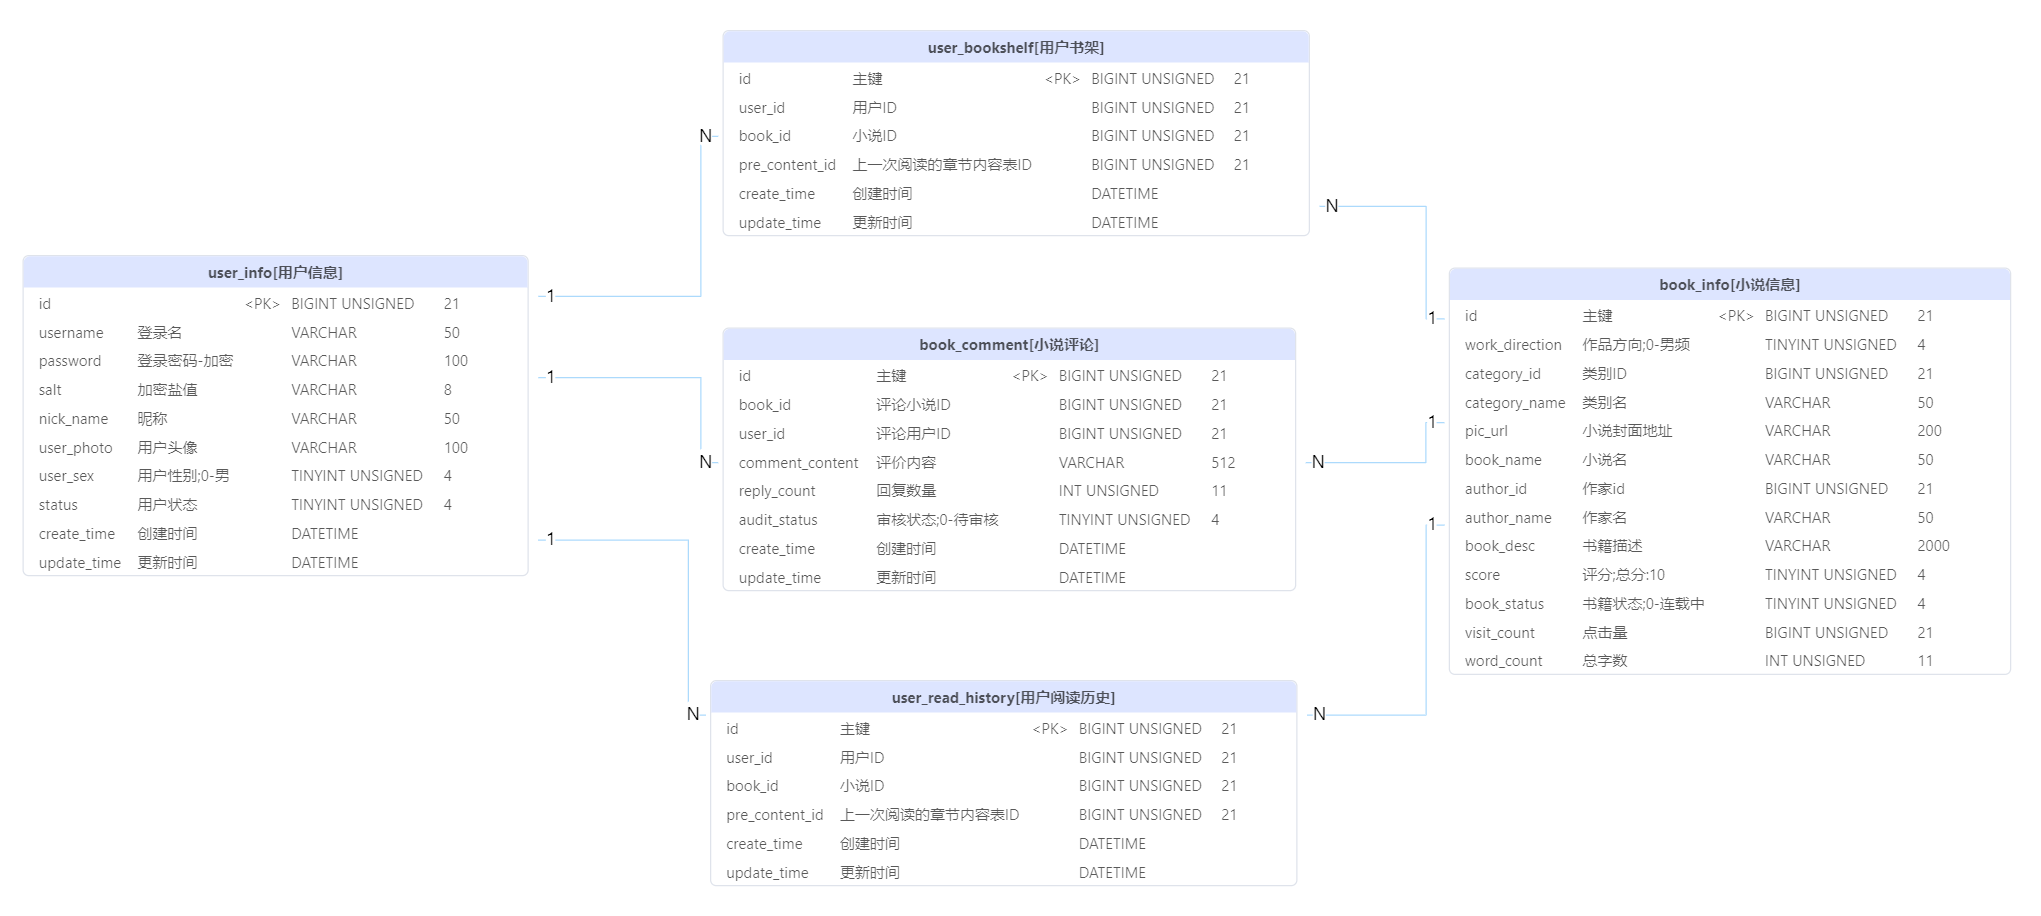 user_bookshelf[用户书架]
id 主键 <PK> BIGINT UNSIGNED 21
user_id 用户ID BIGINT UNSIGNED 21
book_id 小说ID BIGINT UNSIGNED 21
pre_content_id 上一次阅读的章节内容表ID BIGINT UNSIGNED 21
create_time 创建时间 DATETIME
update_time 更新时间 DATETIME
N
N
user_info[用户信息]
id <PK> BIGINT UNSIGNED 21
username 登录名 VARCHAR 50
password 登录密码-加密 VARCHAR 100
salt 加密盐值 VARCHAR 8
nick_name 昵称 VARCHAR 50
user_photo 用户头像 VARCHAR 100
user_sex 用户性别;0-男 TINYINT UNSIGNED 4
status 用户状态 TINYINT UNSIGNED 4
create_time 创建时间 DATETIME
update_time 更新时间 DATETIME
1
1
1
book_comment[小说评论]
id 主键 <PK> BIGINT UNSIGNED 21
book_id 评论小说ID BIGINT UNSIGNED 21
user_id 评论用户ID BIGINT UNSIGNED 21
comment_content 评价内容 VARCHAR 512
reply_count 回复数量 INT UNSIGNED 11
audit_status 审核状态;0-待审核 TINYINT UNSIGNED 4
create_time 创建时间 DATETIME
update_time 更新时间 DATETIME
N
N
book_info[小说信息]
id 主键 <PK> BIGINT UNSIGNED 21
work_direction 作品方向;0-男频 TINYINT UNSIGNED 4
category_id 类别ID BIGINT UNSIGNED 21
category_name 类别名 VARCHAR 50
pic_url 小说封面地址 VARCHAR 200
book_name 小说名 VARCHAR 50
author_id 作家id BIGINT UNSIGNED 21
author_name 作家名 VARCHAR 50
book_desc 书籍描述 VARCHAR 2000
score 评分;总分:10 TINYINT UNSIGNED 4
book_status 书籍状态;0-连载中 TINYINT UNSIGNED 4
visit_count 点击量 BIGINT UNSIGNED 21
word_count 总字数 INT UNSIGNED 11
1
1
1
user_read_history[用户阅读历史]
id 主键 <PK> BIGINT UNSIGNED 21
user_id 用户ID BIGINT UNSIGNED 21
book_id 小说ID BIGINT UNSIGNED 21
pre_content_id 上一次阅读的章节内容表ID BIGINT UNSIGNED 21
create_time 创建时间 DATETIME
update_time 更新时间 DATETIME
N
N